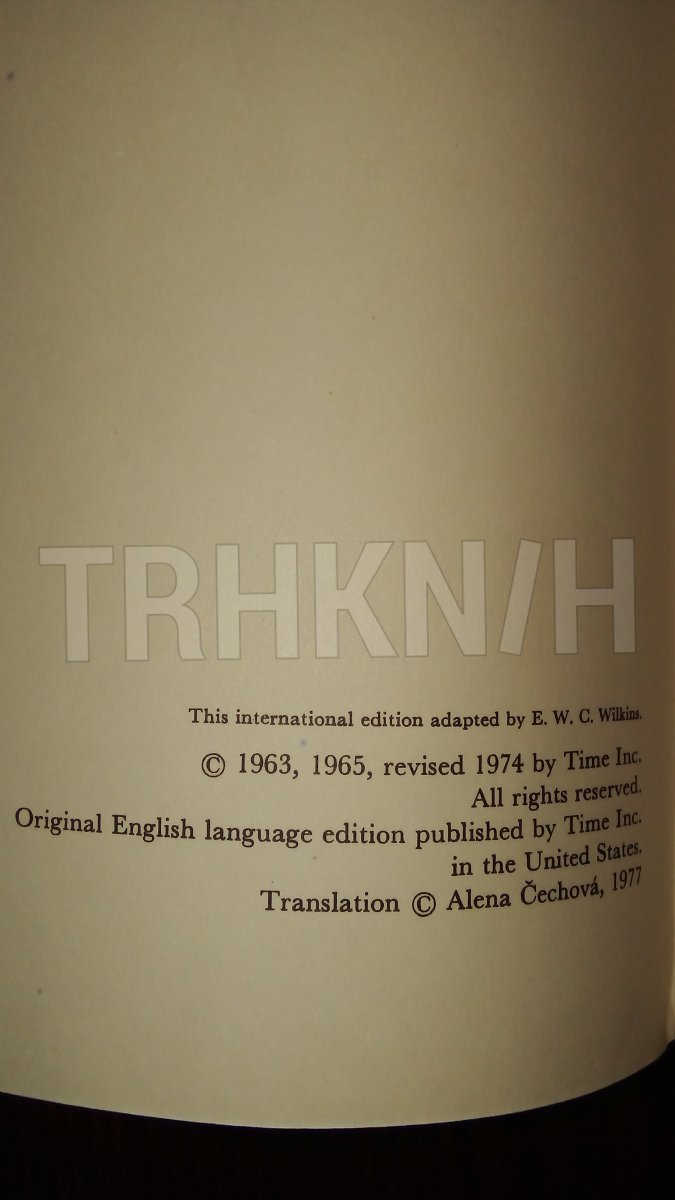 TRHKNIH
This international edition adapted by E. W. C. Wilkins.
© 1963, 1965, revised 1974 by Time Inc.
All rights reserved.
Original English language edition published by Time Inc.
in the United States.
Translation © Alena Čechová, 1977